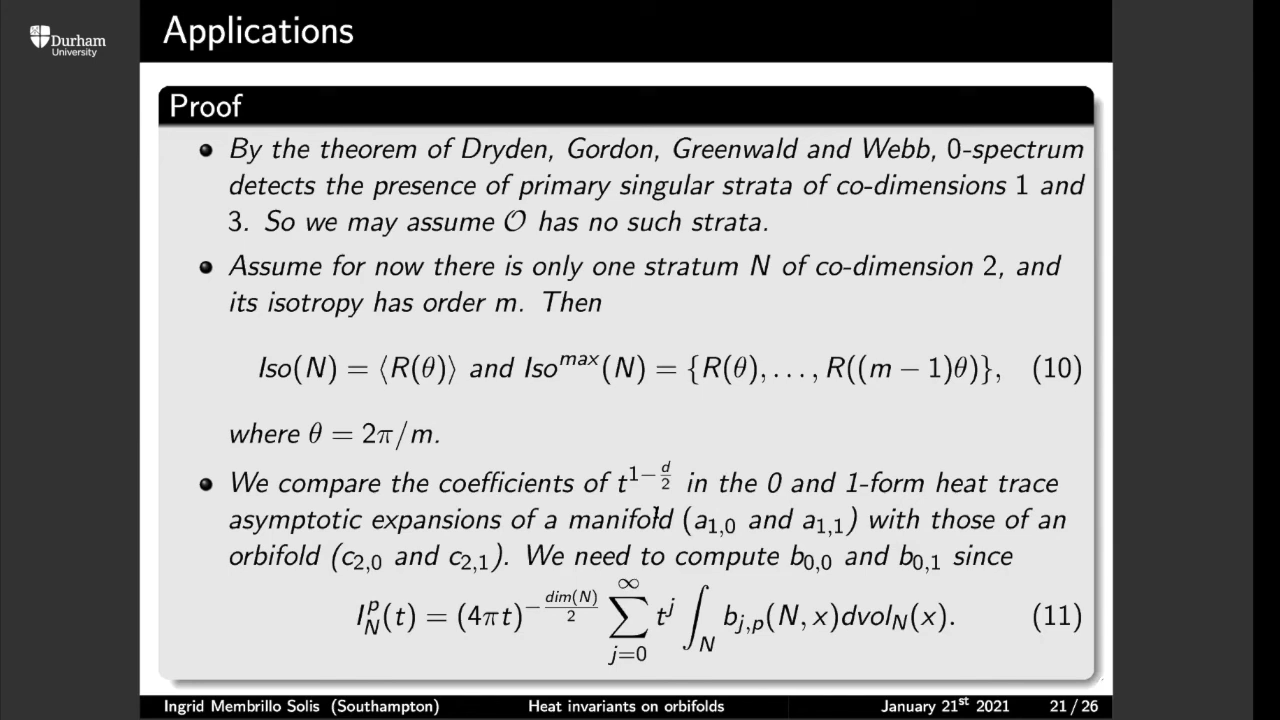 Durham
University
Applications
Proof
By the theorem of Dryden, Gordon, Greenwald and Webb, 0-spectrum
detects the presence of primary singular strata of co-dimensions 1 and
3. So we may assume 𝒪 has no such strata.
Assume for now there is only one stratum N of co-dimension 2, and
its isotropy has order m. Then
Iso(N) = ⟨R(θ)⟩ and Iso^{max}(N) = {R(θ), . . . , R((m − 1)θ)}, (10)
where θ = 2π/m.
We compare the coefficients of t^{1−\frac{d}{2}} in the 0 and 1-form heat trace
asymptotic expansions of a manifold (a_{1,0} and a_{1,1}) with those of an
orbifold (c_{2,0} and c_{2,1}). We need to compute b_{0,0} and b_{0,1} since
I_N^p(t) = (4πt)^{−\frac{dim(N)}{2}} \sum_{j=0}^{∞} t^j ∫_N b_{j,p}(N, x)dvol_N(x). (11)
Ingrid Membrillo Solis (Southampton) Heat invariants on orbifolds January 21^{st} 2021 21 / 26